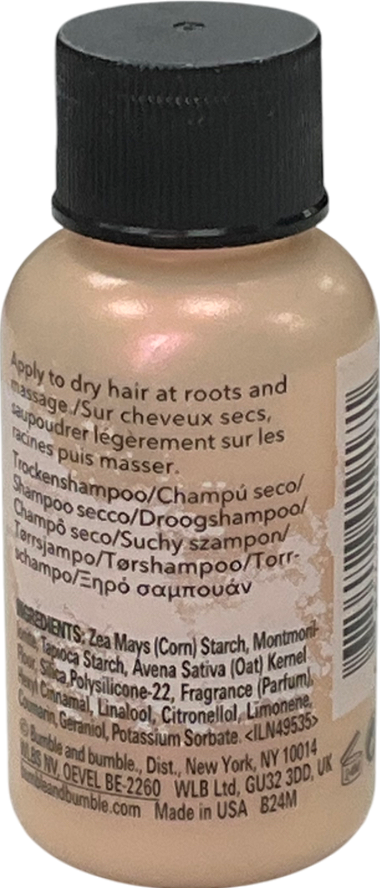 Apply to dry hair at roots and
massage./Sur cheveux secs,
saupoudrer légèrement sur les
racines puis masser.
Trockenshampoo/Champú seco/
Shampoo secco/Droogshampoo/
Champô seco/Suchy szampon/
Tørrsjampo/Tørshampoo/Torr-
schampo/Ξηρό σαμπουάν
INGREDIENTS: Zea Mays (Corn) Starch, Montmoril-
lonite, Tapioca Starch, Avena Sativa (Oat) Kernel
Flour, Silica, Polysilicone-22, Fragrance (Parfum),
Hexyl Cinnamal, Linalool, Citronellol, Limonene,
Coumarin, Geraniol, Potassium Sorbate. <ILN49535>
© Bumble and bumble., Dist., New York, NY 10014
WLBS NV. OEVEL BE-2260 WLB Ltd, GU32 3DD, UK
bumbleandbumble.com Made in USA B24M